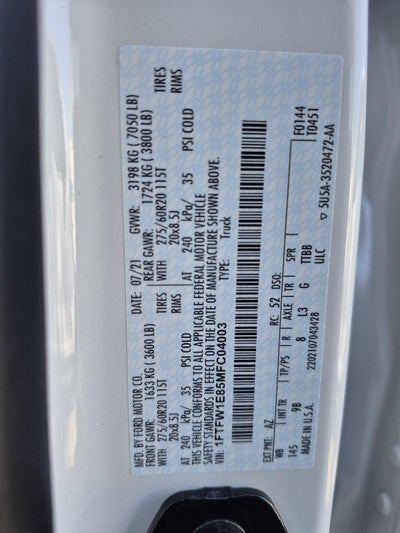 MFD. BY FORD MOTOR CO.
DATE: 07/21 GVWR: 3198 KG ( 7050 LB)
FRONT GAWR: 1633 KG ( 3600 LB) REAR GAWR: 1724 KG ( 3800 LB)
WITH 275/60R20 115T TIRES WITH 275/60R20 115T TIRES
20x8.5J RIMS 20x8.5J RIMS
AT 240 kPa/ 35 PSI COLD AT 240 kPa/ 35 PSI COLD
THIS VEHICLE CONFORMS TO ALL APPLICABLE FEDERAL MOTOR VEHICLE
SAFETY STANDARDS IN EFFECT ON THE DATE OF MANUFACTURE SHOWN ABOVE.
VIN: 1FTFW1E85MFC04003
TYPE: Truck
F0144
T0451
EXT PNT: AZ RC: 52 DSO:
WB INT TR TP/PS R AXLE TR SPR
145 9B 8 L3 G TTBB
MADE IN U.S.A. 2202107043428 ULC
▽ 5U5A-3520472-AA